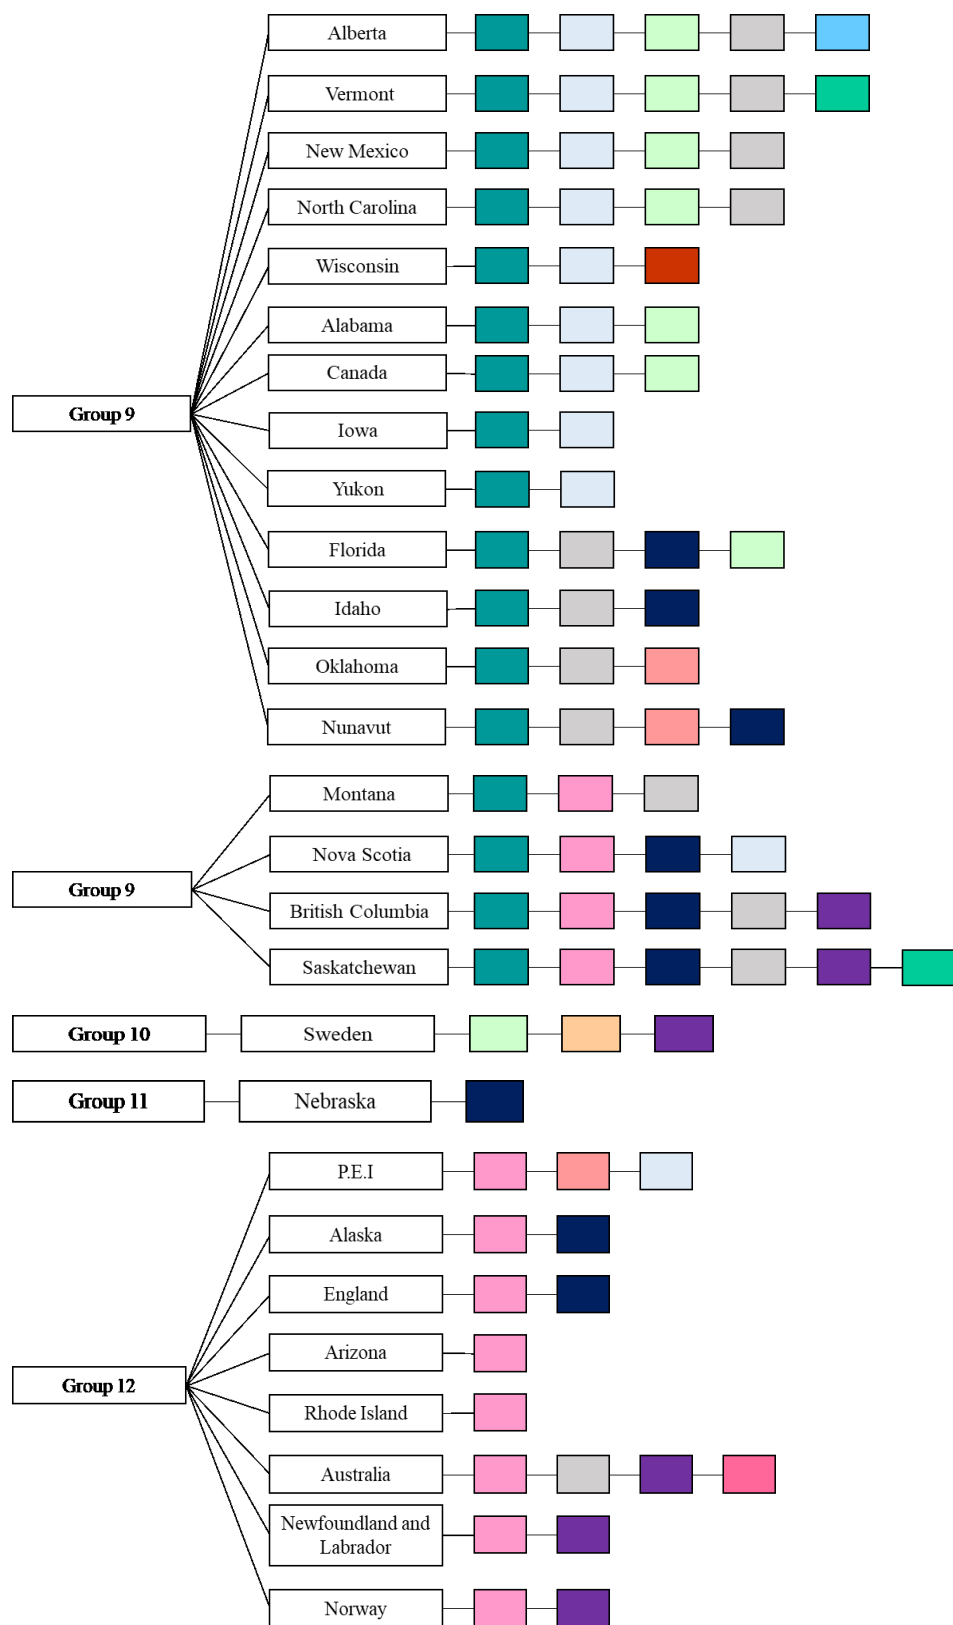 Alberta
Vermont
New Mexico
North Carolina
Wisconsin
Alabama
Canada
Group 9
Iowa
Yukon
Florida
Idaho
Oklahoma
Nunavut
Montana
Nova Scotia
Group 9
British Columbia
Saskatchewan
Group 10
Sweden
Group 11
Nebraska
P.E.I
Alaska
England
Arizona
Group 12
Rhode Island
Australia
Newfoundland and
Labrador
Norway